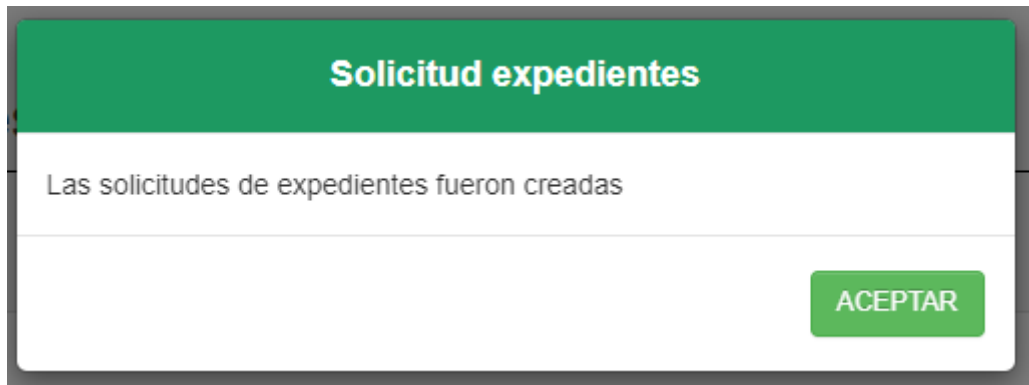 Solicitud expedientes
Las solicitudes de expedientes fueron creadas
ACEPTAR